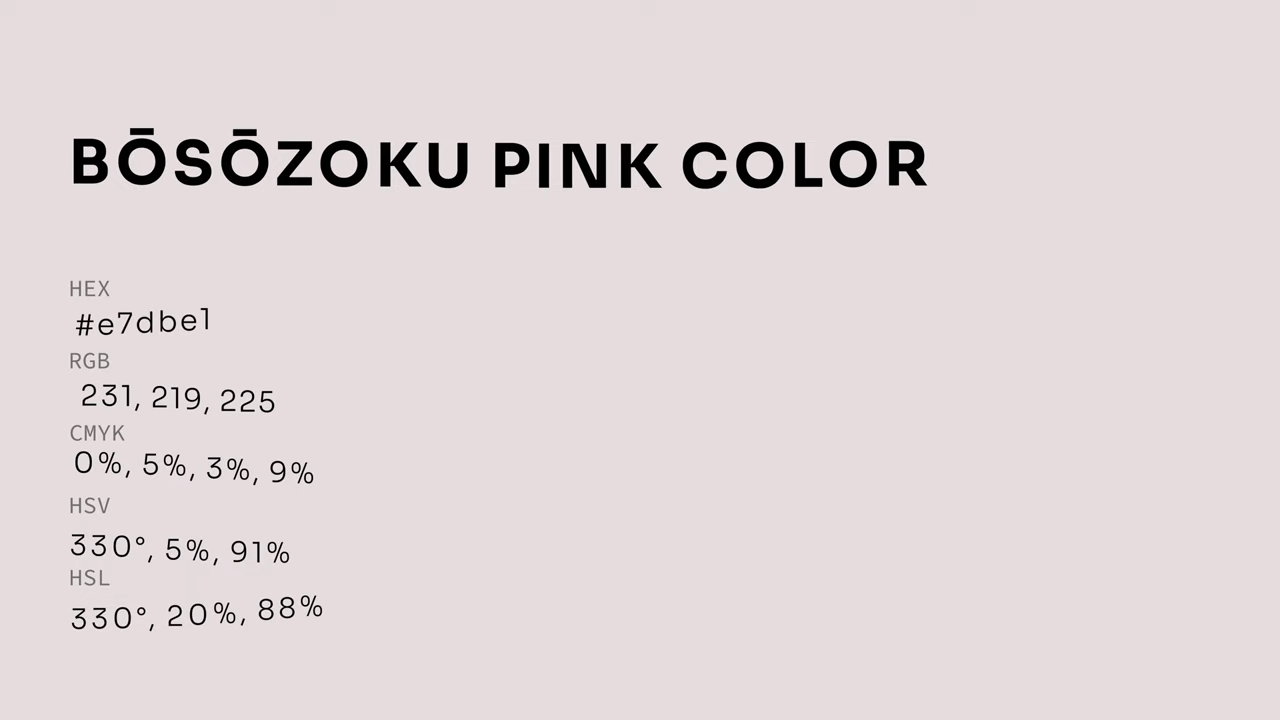 BŌSŌZOKU PINK COLOR
HEX
#e7dbe1
RGB
231, 219, 225
CMYK
0%, 5%, 3%, 9%
HSV
330°, 5%, 91%
HSL
330°, 20%, 88%